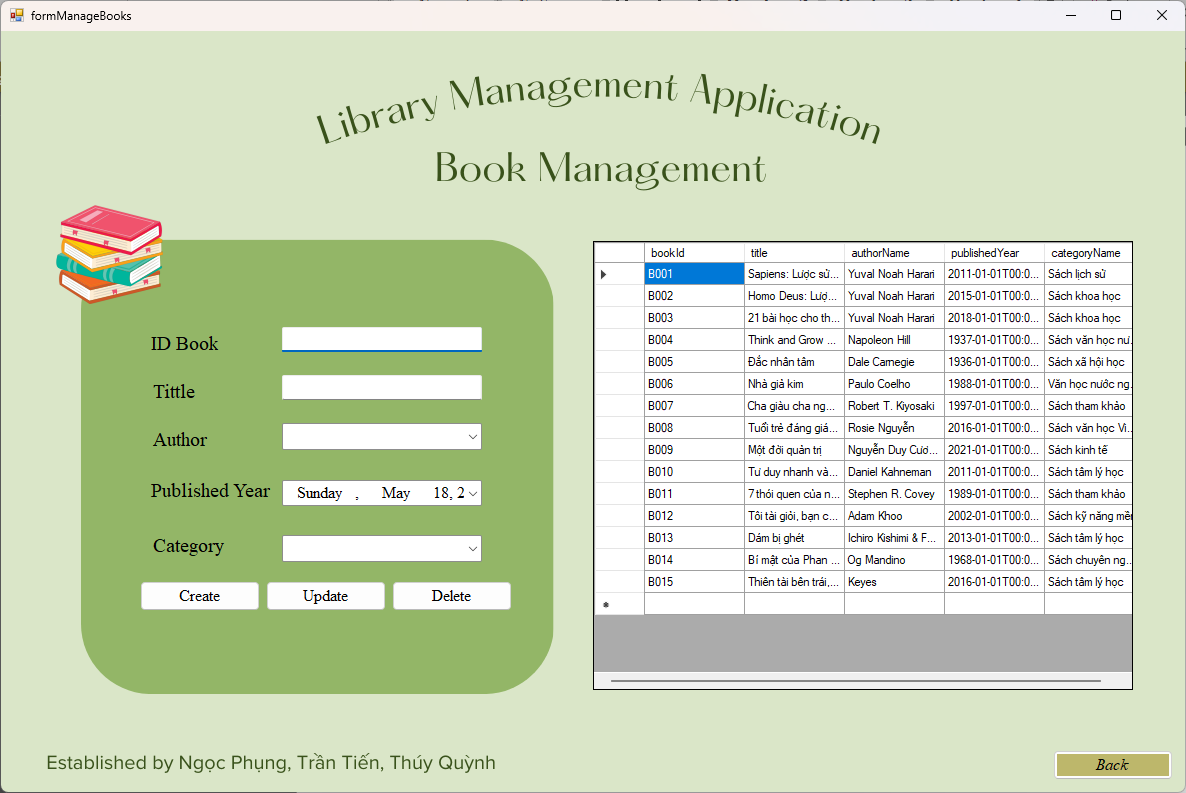 formManageBooks
Library Management Application
Book Management
ID Book
Tittle
Author
Published Year Sunday , May 18, 2
Category
Create Update Delete
bookId title authorName publishedYear categoryName
B001 Sapiens: Lược sử... Yuval Noah Harari 2011-01-01T00:0... Sách lịch sử
B002 Homo Deus: Lượ... Yuval Noah Harari 2015-01-01T00:0... Sách khoa học
B003 21 bài học cho th... Yuval Noah Harari 2018-01-01T00:0... Sách khoa học
B004 Think and Grow ... Napoleon Hill 1937-01-01T00:0... Sách văn học nư.
B005 Đắc nhân tâm Dale Carnegie 1936-01-01T00:0... Sách xã hội học
B006 Nhà giả kim Paulo Coelho 1988-01-01T00:0... Văn học nước ng.
B007 Cha giàu cha ng... Robert T. Kiyosaki 1997-01-01T00:0... Sách tham khảo
B008 Tuổi trẻ đáng giá... Rosie Nguyễn 2016-01-01T00:0... Sách văn học Vi.
B009 Một đời quản trị Nguyễn Duy Cươ... 2021-01-01T00:0... Sách kinh tế
B010 Tư duy nhanh và... Daniel Kahneman 2011-01-01T00:0... Sách tâm lý học
B011 7 thói quen của n... Stephen R. Covey 1989-01-01T00:0... Sách tham khảo
B012 Tôi tài giỏi, bạn c... Adam Khoo 2002-01-01T00:0... Sách kỹ năng mềm
B013 Dám bị ghét Ichiro Kishimi & F... 2013-01-01T00:0... Sách tâm lý học
B014 Bí mật của Phan ... Og Mandino 1968-01-01T00:0... Sách chuyên ng..
B015 Thiên tài bên trái,... Keyes 2016-01-01T00:0... Sách tâm lý học
Established by Ngọc Phụng, Trần Tiến, Thúy Quỳnh
Back